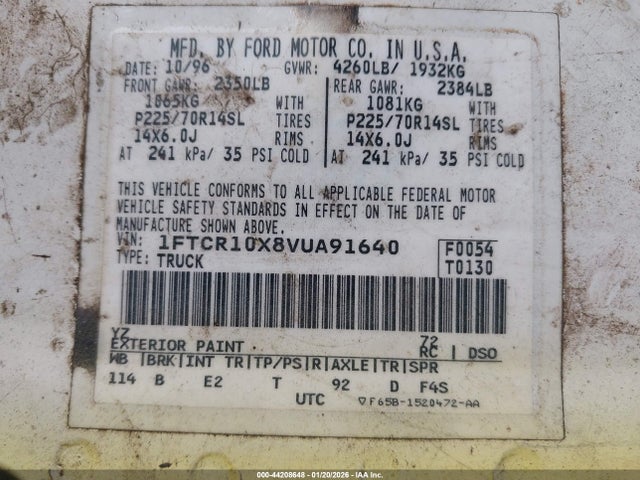 MFD. BY FORD MOTOR CO. IN U.S.A.
DATE: 10/96 GVWR: 4260LB/ 1932KG
FRONT GAWR: 2350LB REAR GAWR: 2384LB
1065KG WITH 1081KG WITH
P225/70R14SL TIRES P225/70R14SL TIRES
14X6.0J RIMS 14X6.0J RIMS
AT 241 kPa/ 35 PSI COLD AT 241 kPa/ 35 PSI COLD
THIS VEHICLE CONFORMS TO ALL APPLICABLE FEDERAL MOTOR
VEHICLE SAFETY STANDARDS IN EFFECT ON THE DATE OF
MANUFACTURE SHOWN ABOVE.
VIN: 1FTCR10X8VUA91640 F0054
TYPE: TRUCK T0130
YZ 72
EXTERIOR PAINT RC | DSO
WB |BRK|INT TR|TP/PS|R|AXLE|TR|SPR
114 B E2 T 92 D F4S
UTC ▽F65B-1520472-AA
000-44208648 - 01/20/2026 - IAAI.com